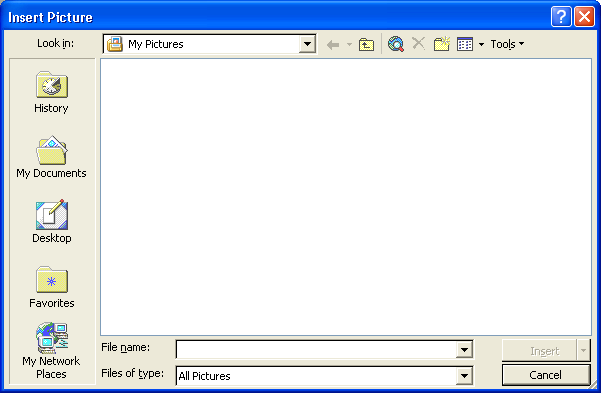 Insert Picture
Look in:
My Pictures
Tools
History
My Documents
Desktop
Favorites
My Network
Places
File name:
Insert
Files of type:
All Pictures
Cancel